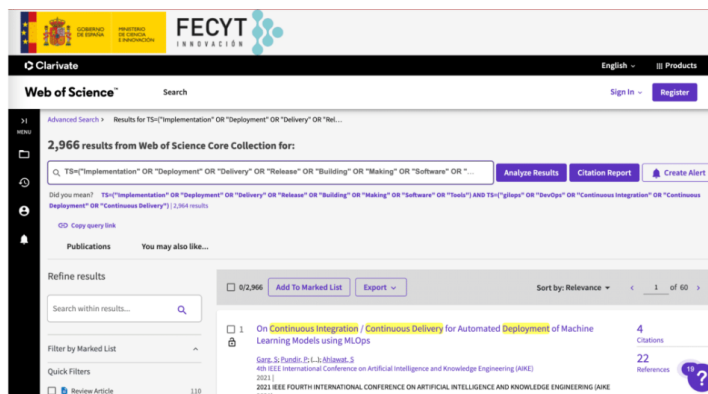 GOBIERNO
DE ESPAÑA
MINISTERIO
DE CIENCIA
E INNOVACIÓN
FECYT
INNOVACIÓN
Clarivate
English
Products
Web of Science™
Search
Sign In
Register
MENU
Advanced Search > Results for TS=("Implementation" OR "Deployment" OR "Delivery" OR "Rel...
2,966 results from Web of Science Core Collection for:
TS=("Implementation" OR "Deployment" OR "Delivery" OR "Release" OR "Building" OR "Making" OR "Software" OR "...
Analyze Results
Citation Report
Create Alert
Did you mean? TS=("Implementation" OR "Deployment" OR "Delivery" OR "Release" OR "Building" OR "Making" OR "Software" OR "Tools") AND TS=("gileps" OR "DevOps" OR "Continuous Integration" OR "Continuous
Deployment" OR "Continuous Delivery") | 2,964 results
Copy query link
Publications
You may also like...
Refine results
0/2,966
Add To Marked List
Export
Sort by: Relevance
< 1 of 60 >
Search within results...
Filter by Marked List
Quick Filters
Review Article 110
1 On Continuous Integration / Continuous Delivery for Automated Deployment of Machine
Learning Models using MLOps
Garg, S; Pundir, P; (...); Ahlawat, S
4th IEEE International Conference on Artificial Intelligence and Knowledge Engineering (AIKE)
2021 |
2021 IEEE FOURTH INTERNATIONAL CONFERENCE ON ARTIFICIAL INTELLIGENCE AND KNOWLEDGE ENGINEERING (AIKE
4
Citations
22
References
19
?